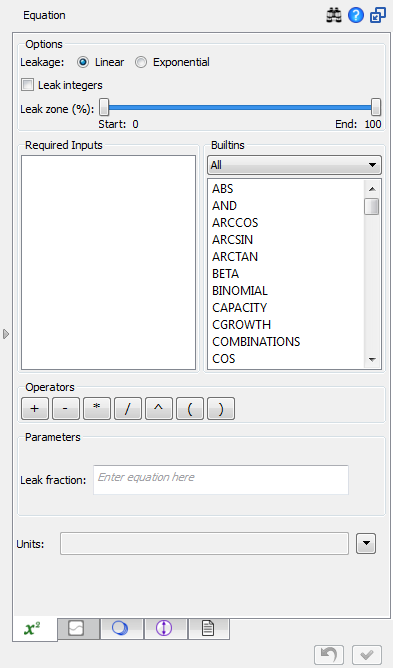 Equation
Options
Leakage: Linear Exponential
Leak integers
Leak zone (%):
Start: 0 End: 100
Required Inputs
Builtins
All
ABS
AND
ARCCOS
ARCSIN
ARCTAN
BETA
BINOMIAL
CAPACITY
CGROWTH
COMBINATIONS
COS
Operators
+ - * / ^ ( )
Parameters
Leak fraction: Enter equation here
Units:
x²